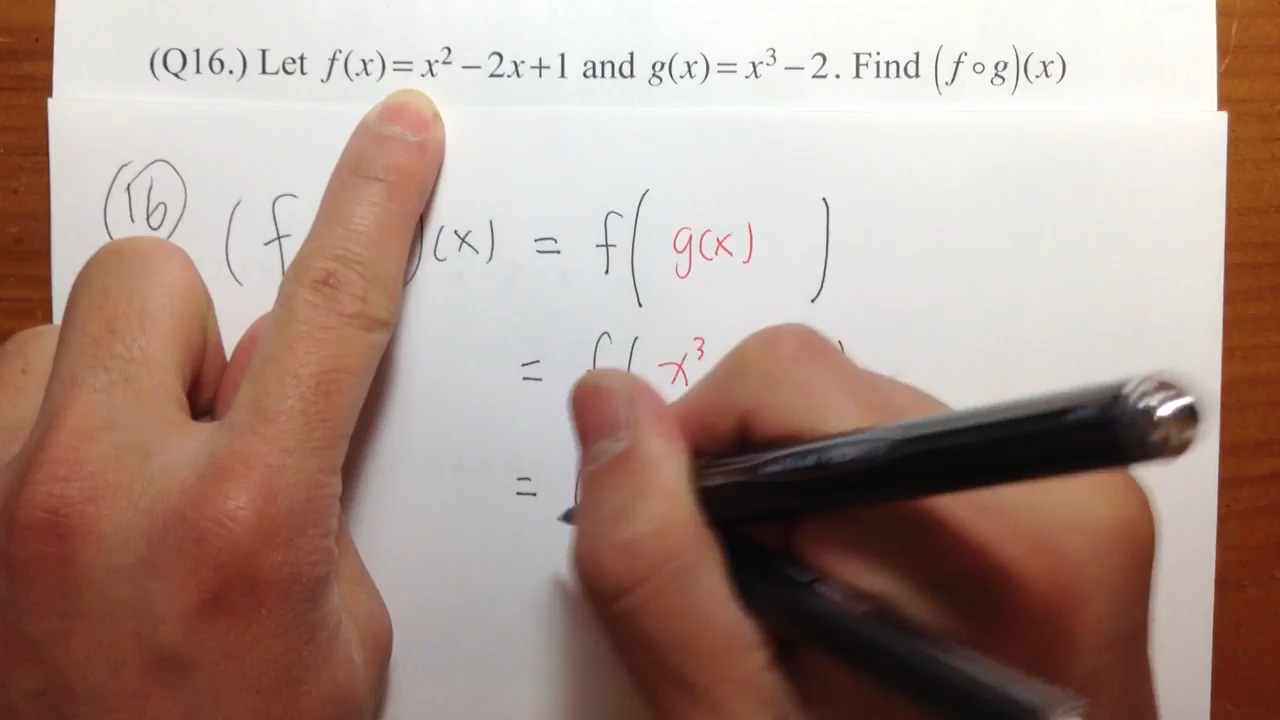 (Q16.) Let f(x)=x²−2x+1 and g(x)=x³−2. Find (f∘g)(x)
(16) (f )(x) = f( g(x) )
= f( x³ )
= (